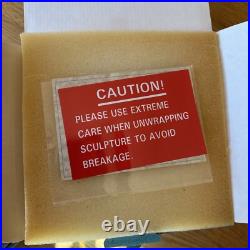 CAUTION!
PLEASE USE EXTREME
CARE WHEN UNWRAPPING
SCULPTURE TO AVOID
BREAKAGE.